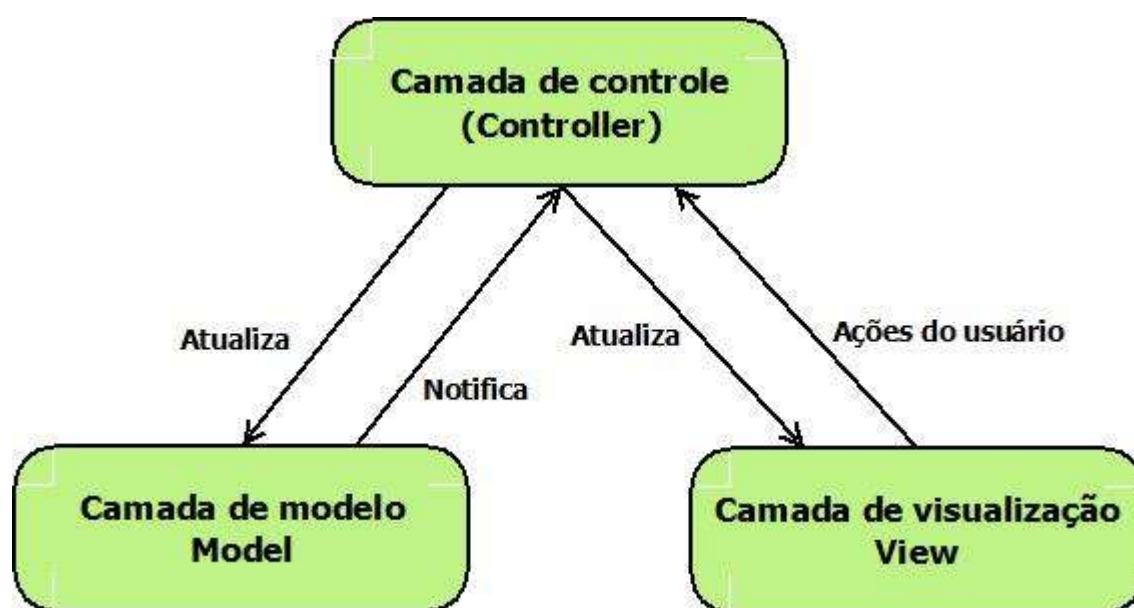 Camada de controle
(Controller)
Atualiza
Notifica
Atualiza
Ações do usuário
Camada de modelo
Model
Camada de visualização
View